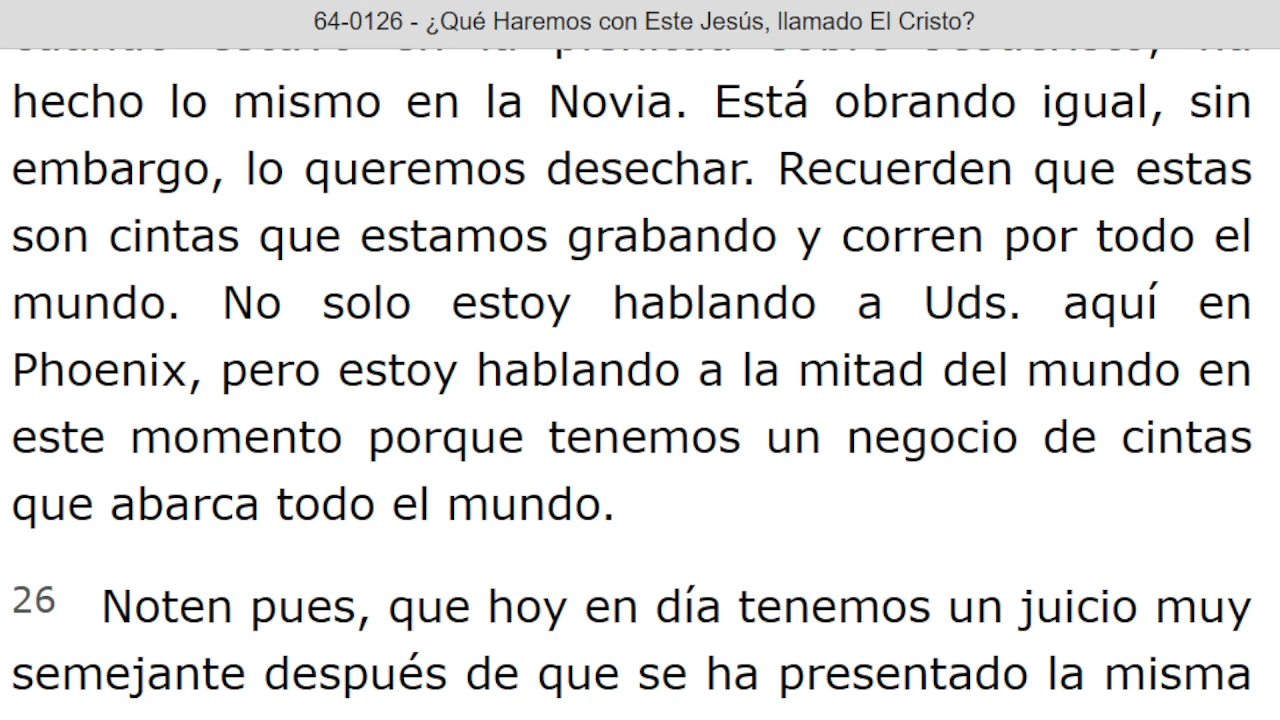 64-0126 - ¿Qué Haremos con Este Jesús, llamado El Cristo?
hecho lo mismo en la Novia. Está obrando igual, sin
embargo, lo queremos desechar. Recuerden que estas
son cintas que estamos grabando y corren por todo el
mundo. No solo estoy hablando a Uds. aquí en
Phoenix, pero estoy hablando a la mitad del mundo en
este momento porque tenemos un negocio de cintas
que abarca todo el mundo.
26 Noten pues, que hoy en día tenemos un juicio muy
semejante después de que se ha presentado la misma